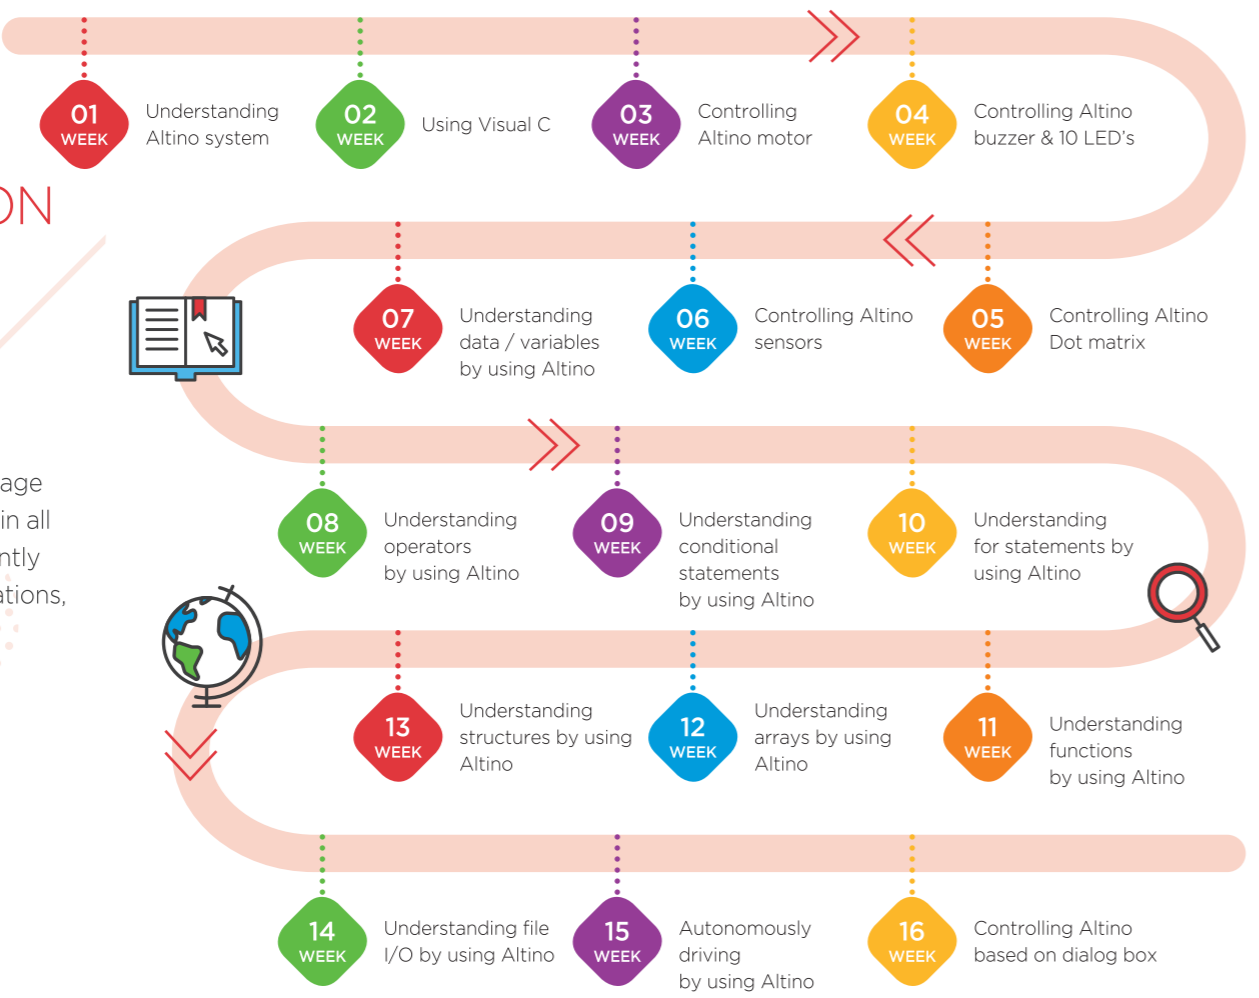 01
WEEK
Understanding
Altino system
02
WEEK
Using Visual C
03
WEEK
Controlling
Altino motor
04
WEEK
Controlling Altino
buzzer & 10 LED's
ON
07
WEEK
Understanding
data / variables
by using Altino
06
WEEK
Controlling Altino
sensors
05
WEEK
Controlling Altino
Dot matrix
age
in all
ntly
ations,
08
WEEK
Understanding
operators
by using Altino
09
WEEK
Understanding
conditional
statements
by using Altino
10
WEEK
Understanding
for statements by
using Altino
13
WEEK
Understanding
structures by using
Altino
12
WEEK
Understanding
arrays by using
Altino
11
WEEK
Understanding
functions
by using Altino
14
WEEK
Understanding file
I/O by using Altino
15
WEEK
Autonomously
driving
by using Altino
16
WEEK
Controlling Altino
based on dialog box